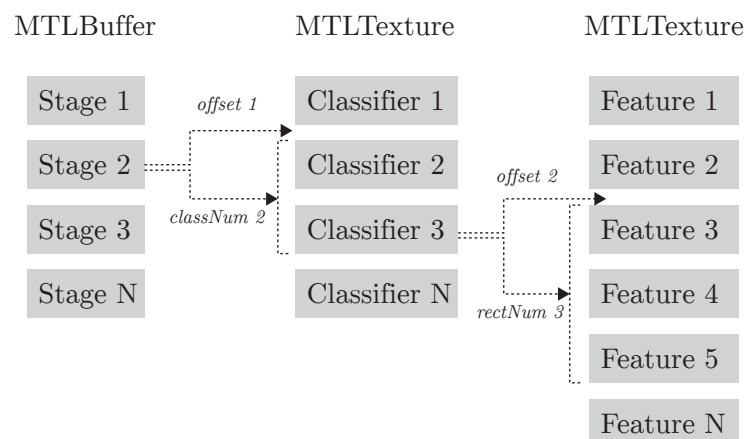 MTLBuffer MTLTexture MTLTexture
Stage 1 offset 1 Classifier 1 Feature 1
Stage 2 Classifier 2 offset 2 Feature 2
Stage 3 classNum 2 Classifier 3 Feature 3
Stage N Classifier N rectNum 3 Feature 4
Feature 5
Feature N